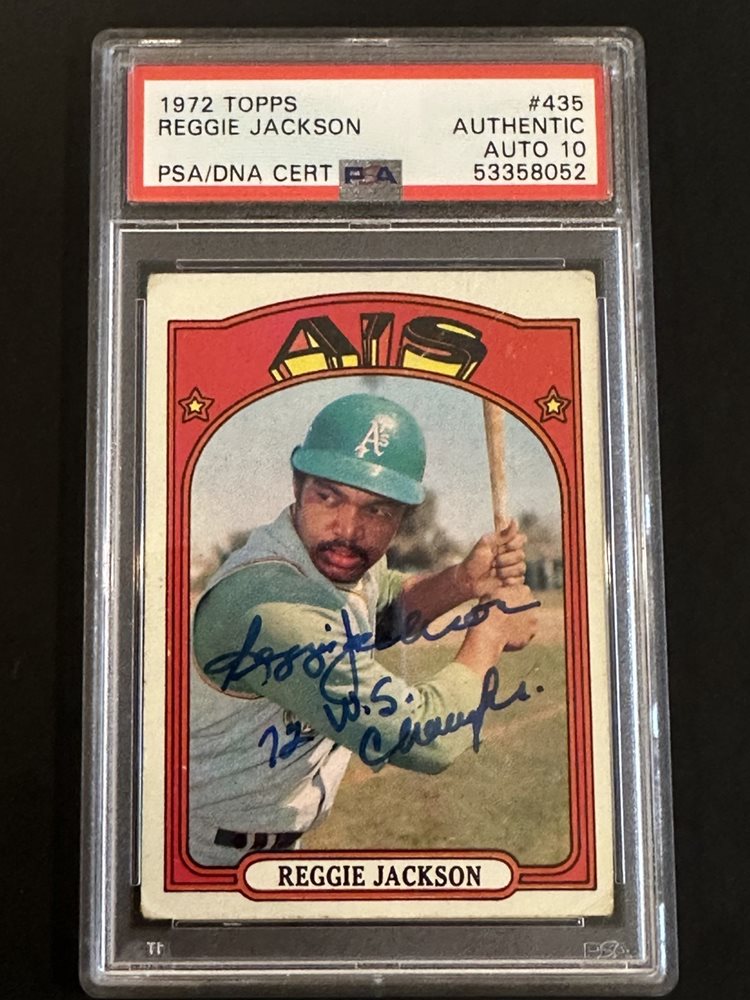 1972 TOPPS #435
REGGIE JACKSON AUTHENTIC
AUTO 10
PSA/DNA CERT PSA 53358052
A'S
A's
Reggie Jackson
72 W.S.
Champs.
REGGIE JACKSON
PSA